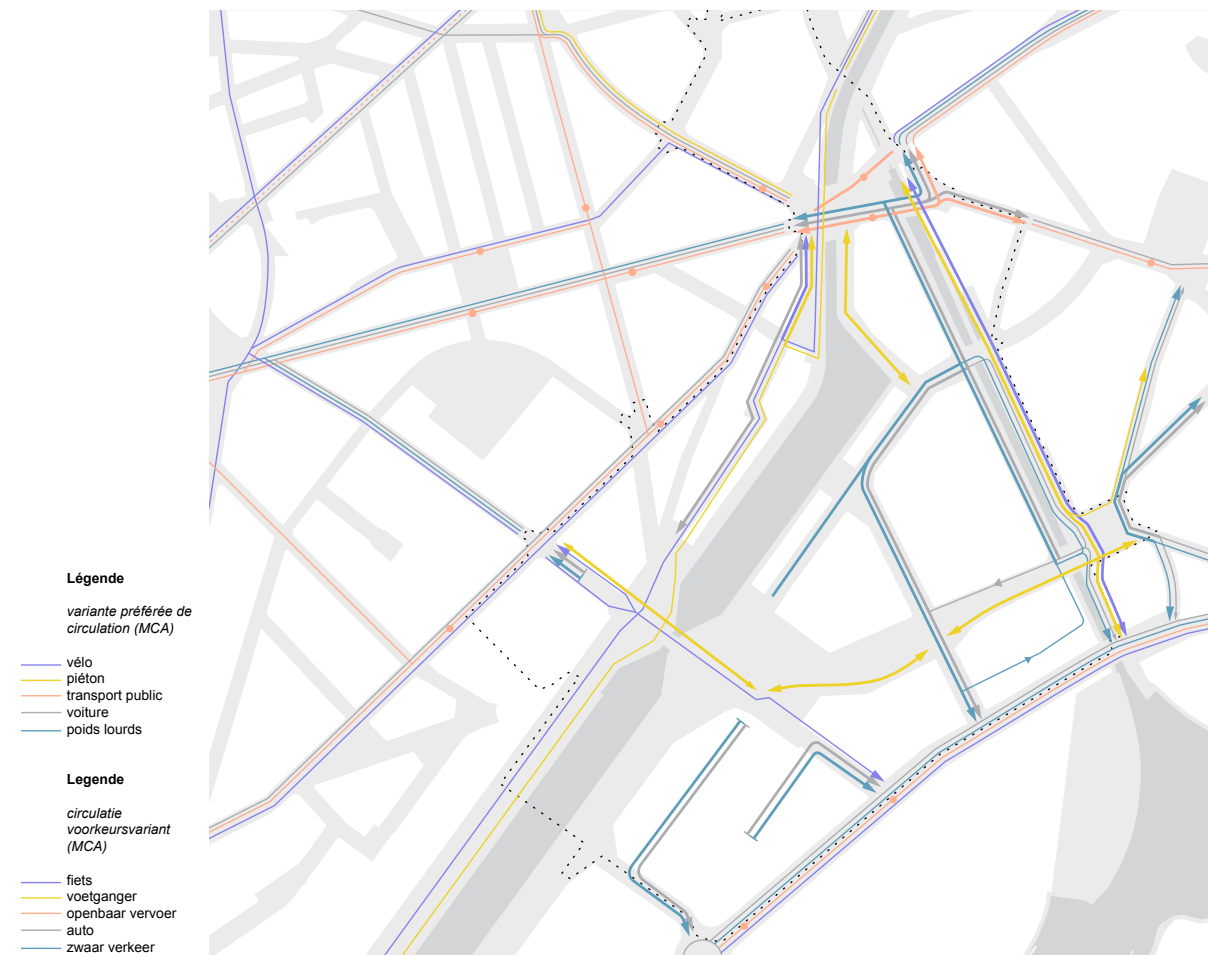 Légende
variante préférée de
circulation (MCA)
vélo
piéton
transport public
voiture
poids lourds
Legende
circulatie
voorkeursvariant
(MCA)
fiets
voetganger
openbaar vervoer
auto
zwaar verkeer